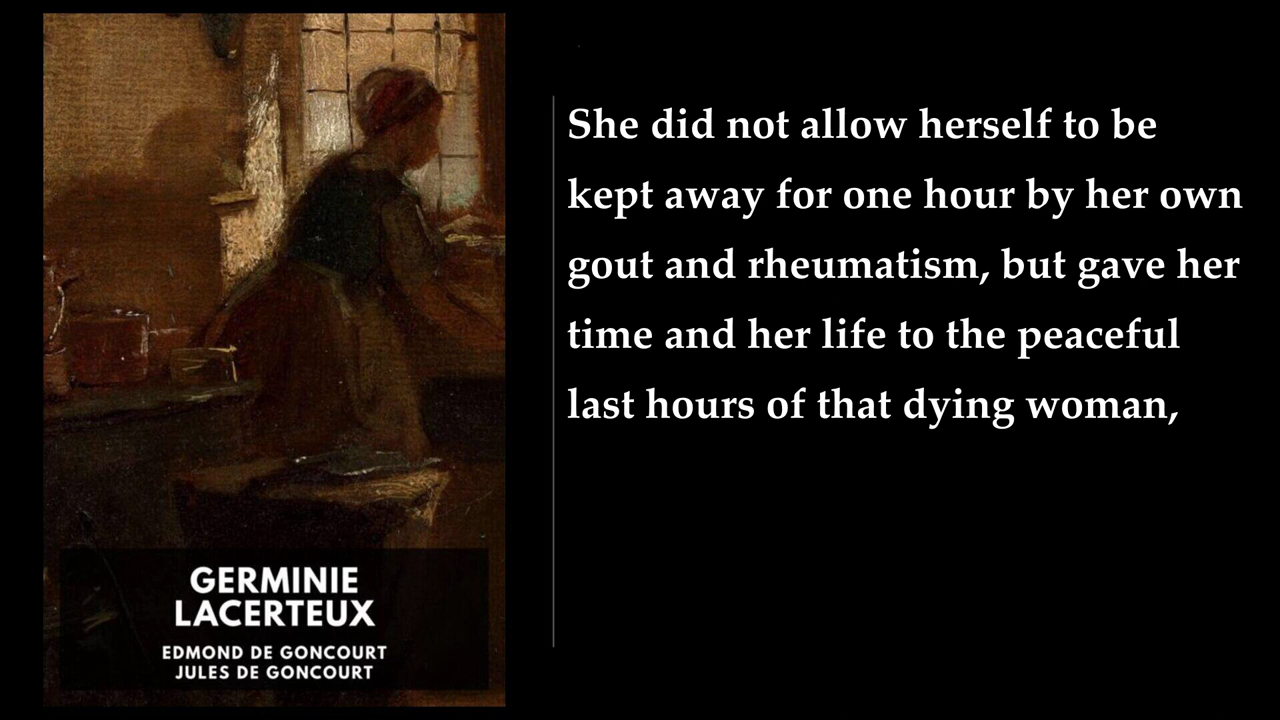 She did not allow herself to be
kept away for one hour by her own
gout and rheumatism, but gave her
time and her life to the peaceful
last hours of that dying woman,
GERMINIE
LACERTEUX
EDMOND DE GONCOURT
JULES DE GONCOURT